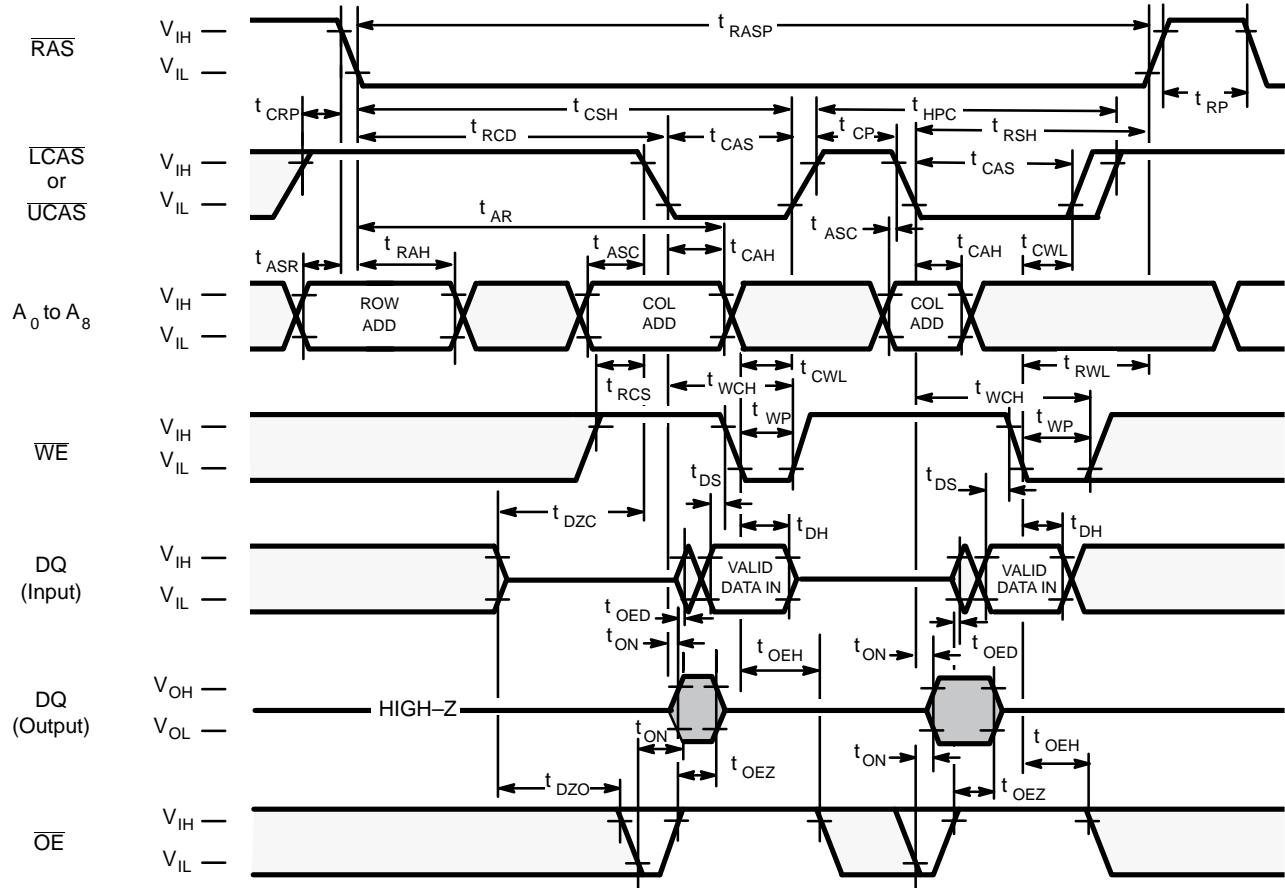 t RASP
RAS
V IH
V IL
t RP
t CRP
t CSH
t HPC
t RCD
t CAS
t CP
t RSH
LCAS
or
UCAS
V IH
V IL
t CAS
t AR
t ASC
t RAH
t ASC
t CAH
t CAH
t CWL
t ASR
A 0 to A 8
V IH
V IL
ROW
ADD
COL
ADD
COL
ADD
t RCS
t WCH
t CWL
t RWL
t WCH
t WP
t WP
WE
V IH
V IL
t DS
t DS
t DZC
t DH
t DH
DQ
(Input)
V IH
V IL
VALID
DATA IN
VALID
DATA IN
t OED
t ON
t OEH
t ON
t OED
DQ
(Output)
V OH
V OL
HIGH–Z
t ON
t OEZ
t ON
t OEH
t DZO
t OEZ
OE
V IH
V IL